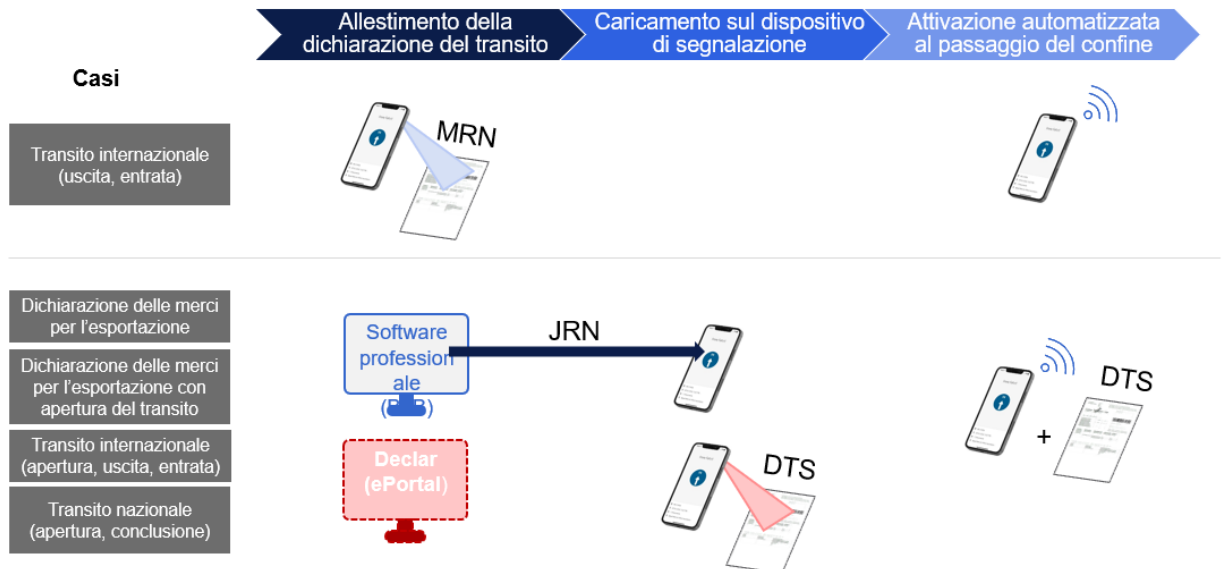 Allestimento della
dichiarazione del transito
Caricamento sul dispositivo
di segnalazione
Attivazione automatizzata
al passaggio del confine
Casi
Transito internazionale
(uscita, entrata)
MRN
Dichiarazione delle merci
per l'esportazione
Dichiarazione delle merci
per l'esportazione con
apertura del transito
Transito internazionale
(apertura, uscita, entrata)
Transito nazionale
(apertura, conclusione)
Software
profession
ale
JRN
Declar
(ePortal)
DTS
+
DTS